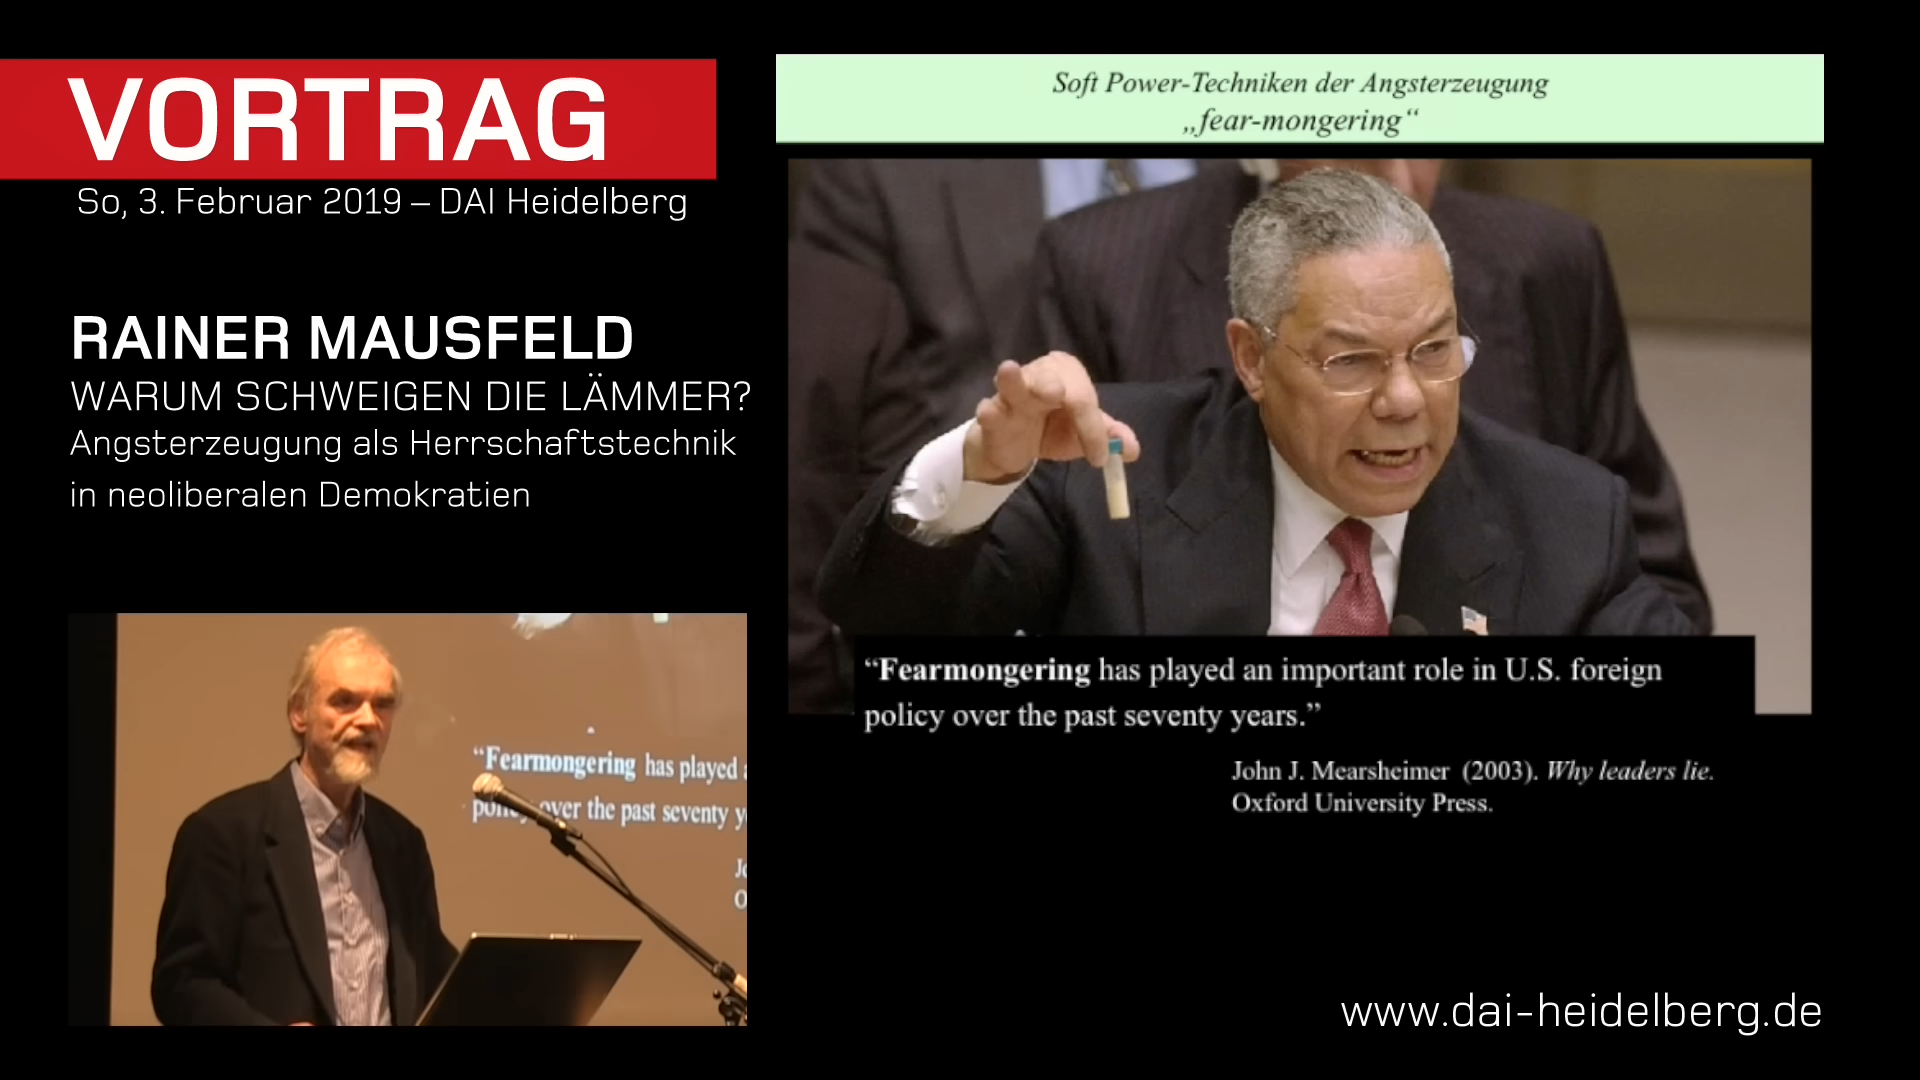 VORTRAG
So, 3. Februar 2019 – DAI Heidelberg
RAINER MAUSFELD
WARUM SCHWEIGEN DIE LÄMMER?
Angsterzeugung als Herrschaftstechnik
in neoliberalen Demokratien
Soft Power-Techniken der Angsterzeugung
„fear-mongering“
“Fearmongering has played an important role in U.S. foreign
policy over the past seventy years.”
John J. Mearsheimer (2003). Why leaders lie.
Oxford University Press.
“Fearmongering has played
policy over the past seventy
www.dai-heidelberg.de